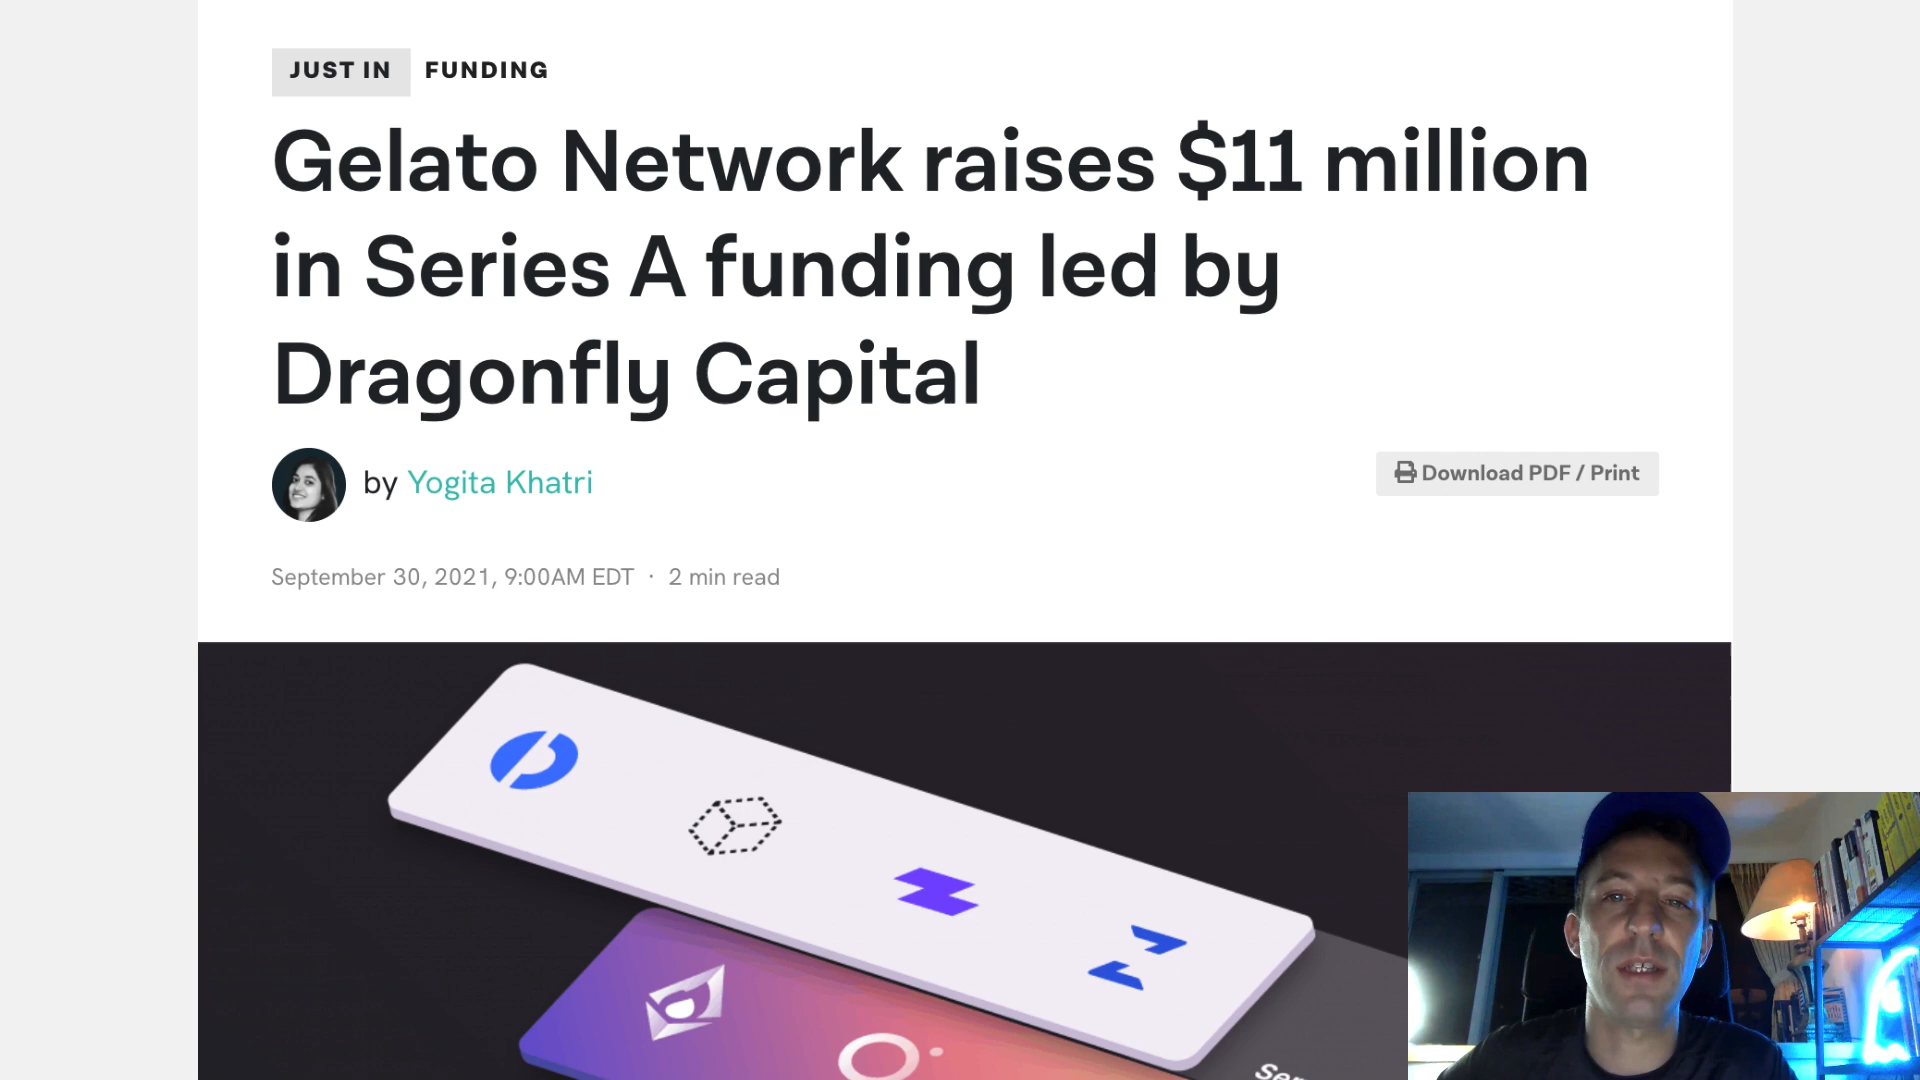 JUST IN FUNDING
Gelato Network raises $11 million
in Series A funding led by
Dragonfly Capital
by Yogita Khatri
Download PDF / Print
September 30, 2021, 9:00AM EDT · 2 min read